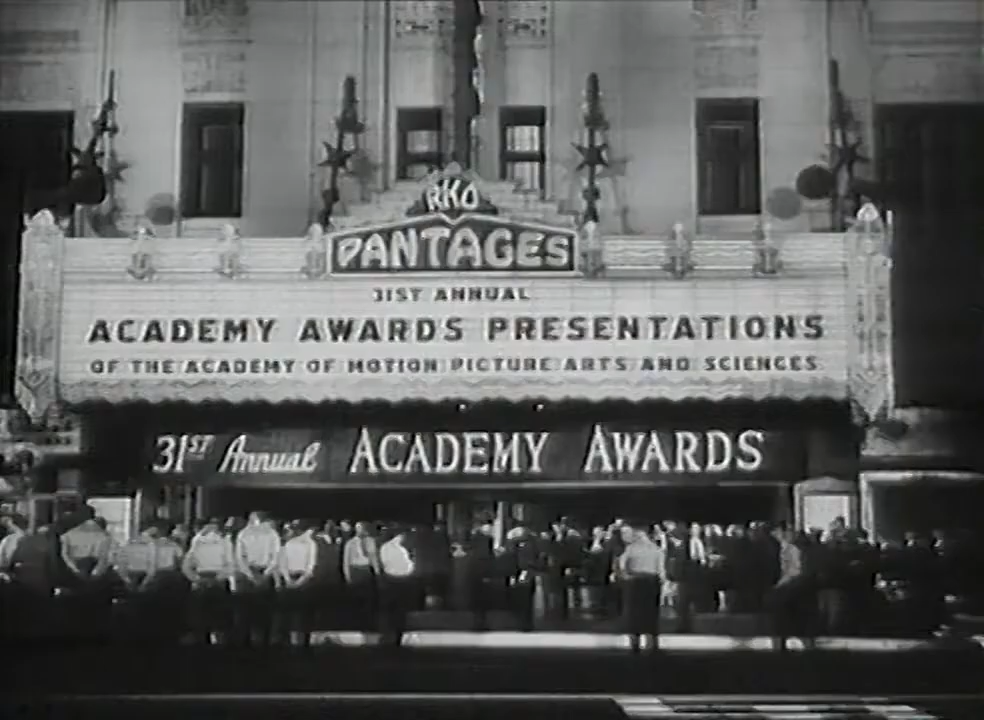 RKO
PANTAGES
31ST ANNUAL
ACADEMY AWARDS PRESENTATIONS
OF THE ACADEMY OF MOTION PICTURE ARTS AND SCIENCES
31ST Annual ACADEMY AWARDS